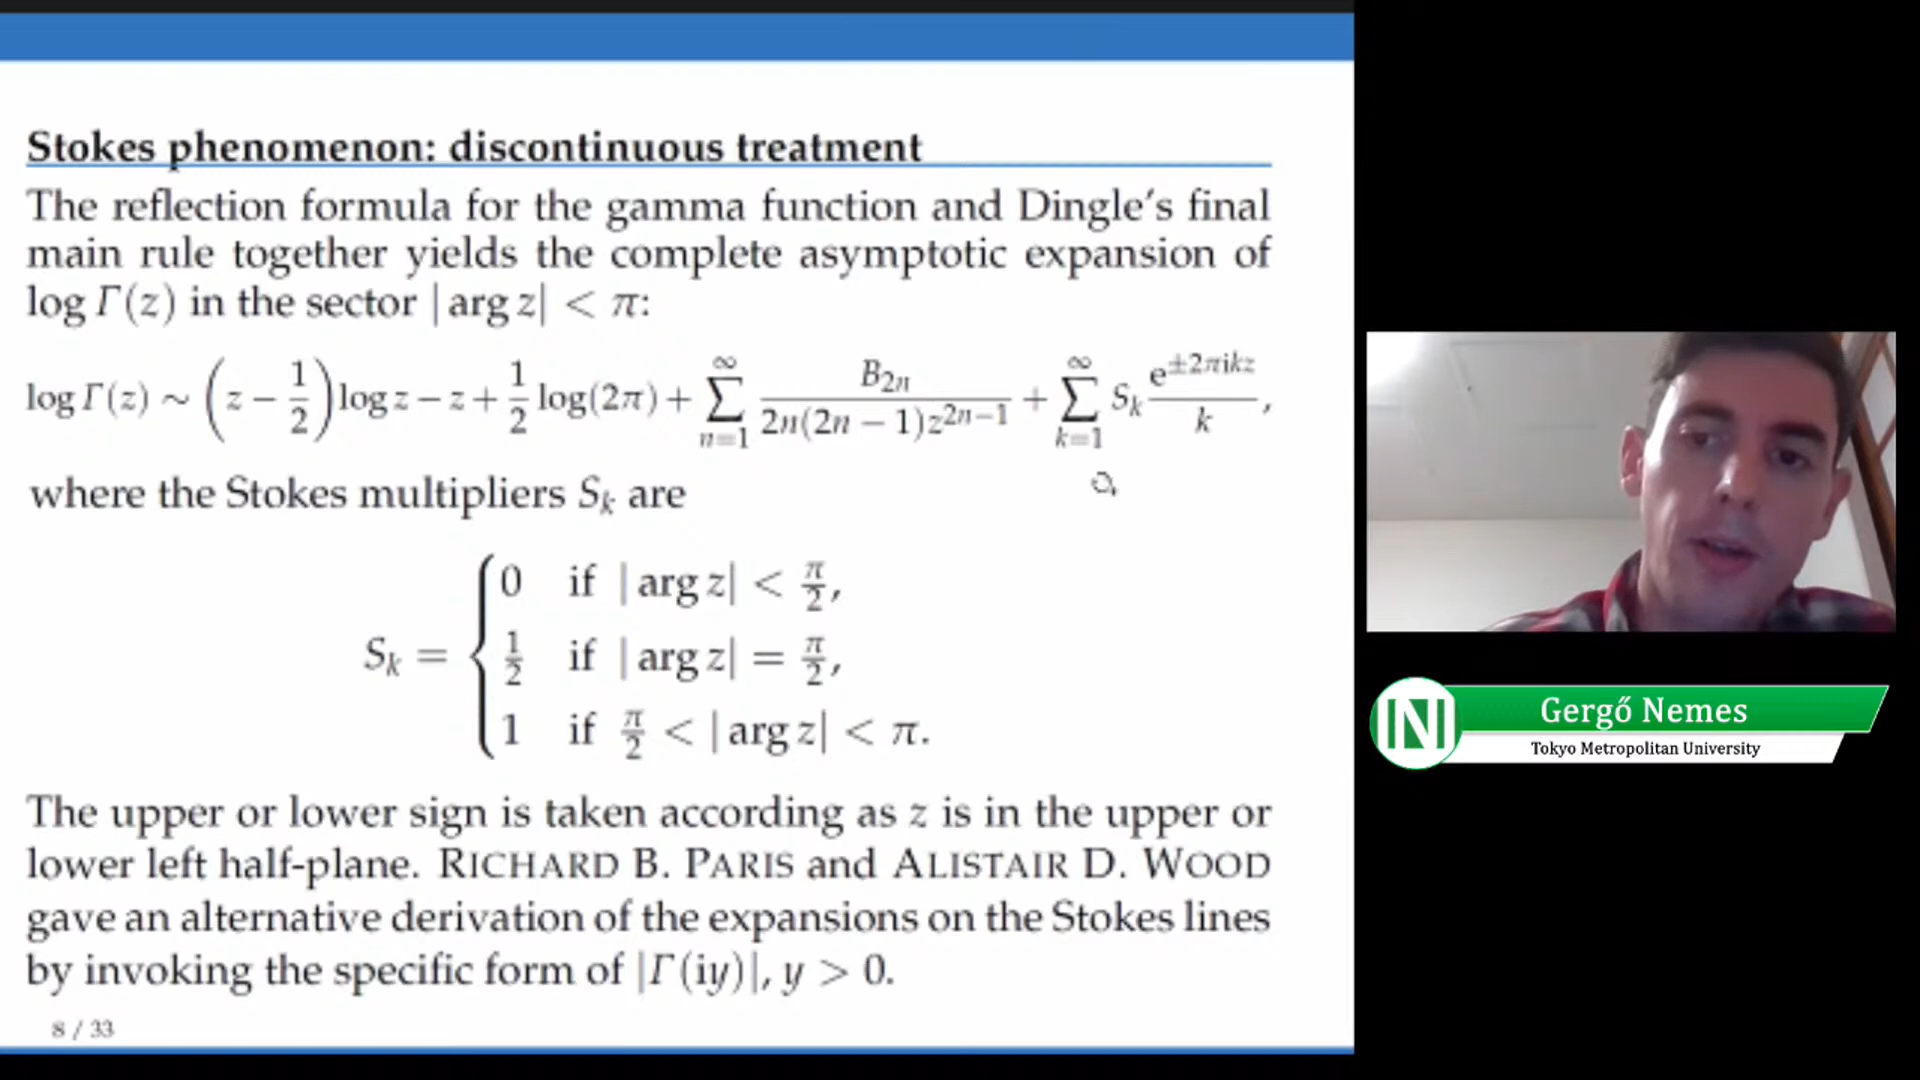 Stokes phenomenon: discontinuous treatment
The reflection formula for the gamma function and Dingle's final
main rule together yields the complete asymptotic expansion of
log Γ(z) in the sector | arg z| < π:
log Γ(z) ∼ (z − 1/2) log z − z + 1/2 log(2π) + ∑_{n=1}^{∞} B_{2n}/(2n(2n − 1)z^{2n−1}) + ∑_{k=1}^{∞} S_k e^{±2πikz}/k,
where the Stokes multipliers S_k are
S_k = { 0 if | arg z| < π/2,
1/2 if | arg z| = π/2,
1 if π/2 < | arg z| < π.
The upper or lower sign is taken according as z is in the upper or
lower left half-plane. RICHARD B. PARIS and ALISTAIR D. WOOD
gave an alternative derivation of the expansions on the Stokes lines
by invoking the specific form of |Γ(iy)|, y > 0.
8 / 33
INI
Gergő Nemes
Tokyo Metropolitan University